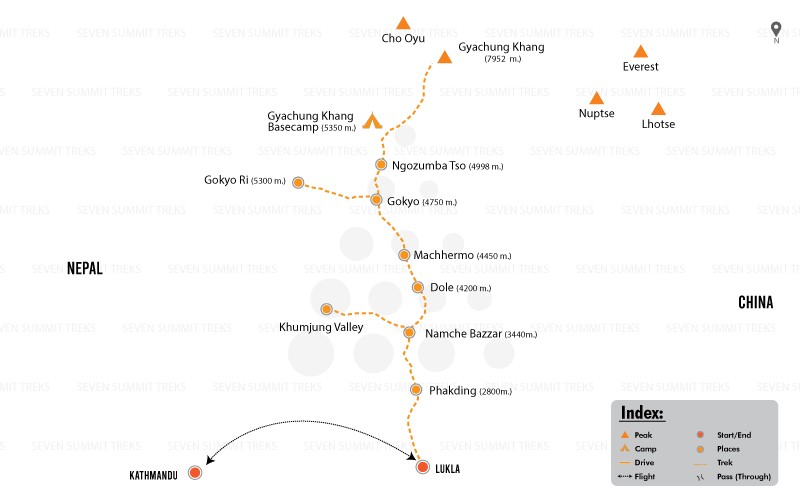 SEVEN SUMMIT TREKS
Cho Oyu
Gyachung Khang
(7952 m.)
N
Everest
Nuptse
Lhotse
Gyachung Khang
Basecamp (5350 m.)
Ngozumba Tso (4998 m.)
Gokyo Ri (5300 m.)
Gokyo (4750 m.)
Machhermo (4450 m.)
NEPAL
Dole (4200 m.)
CHINA
Khumjung Valley
Namche Bazzar (3440m.)
Phakding (2800m.)
KATHMANDU
LUKLA
Index:
Peak
Camp
Drive
Flight
Start/End
Places
Trek
Pass (Through)